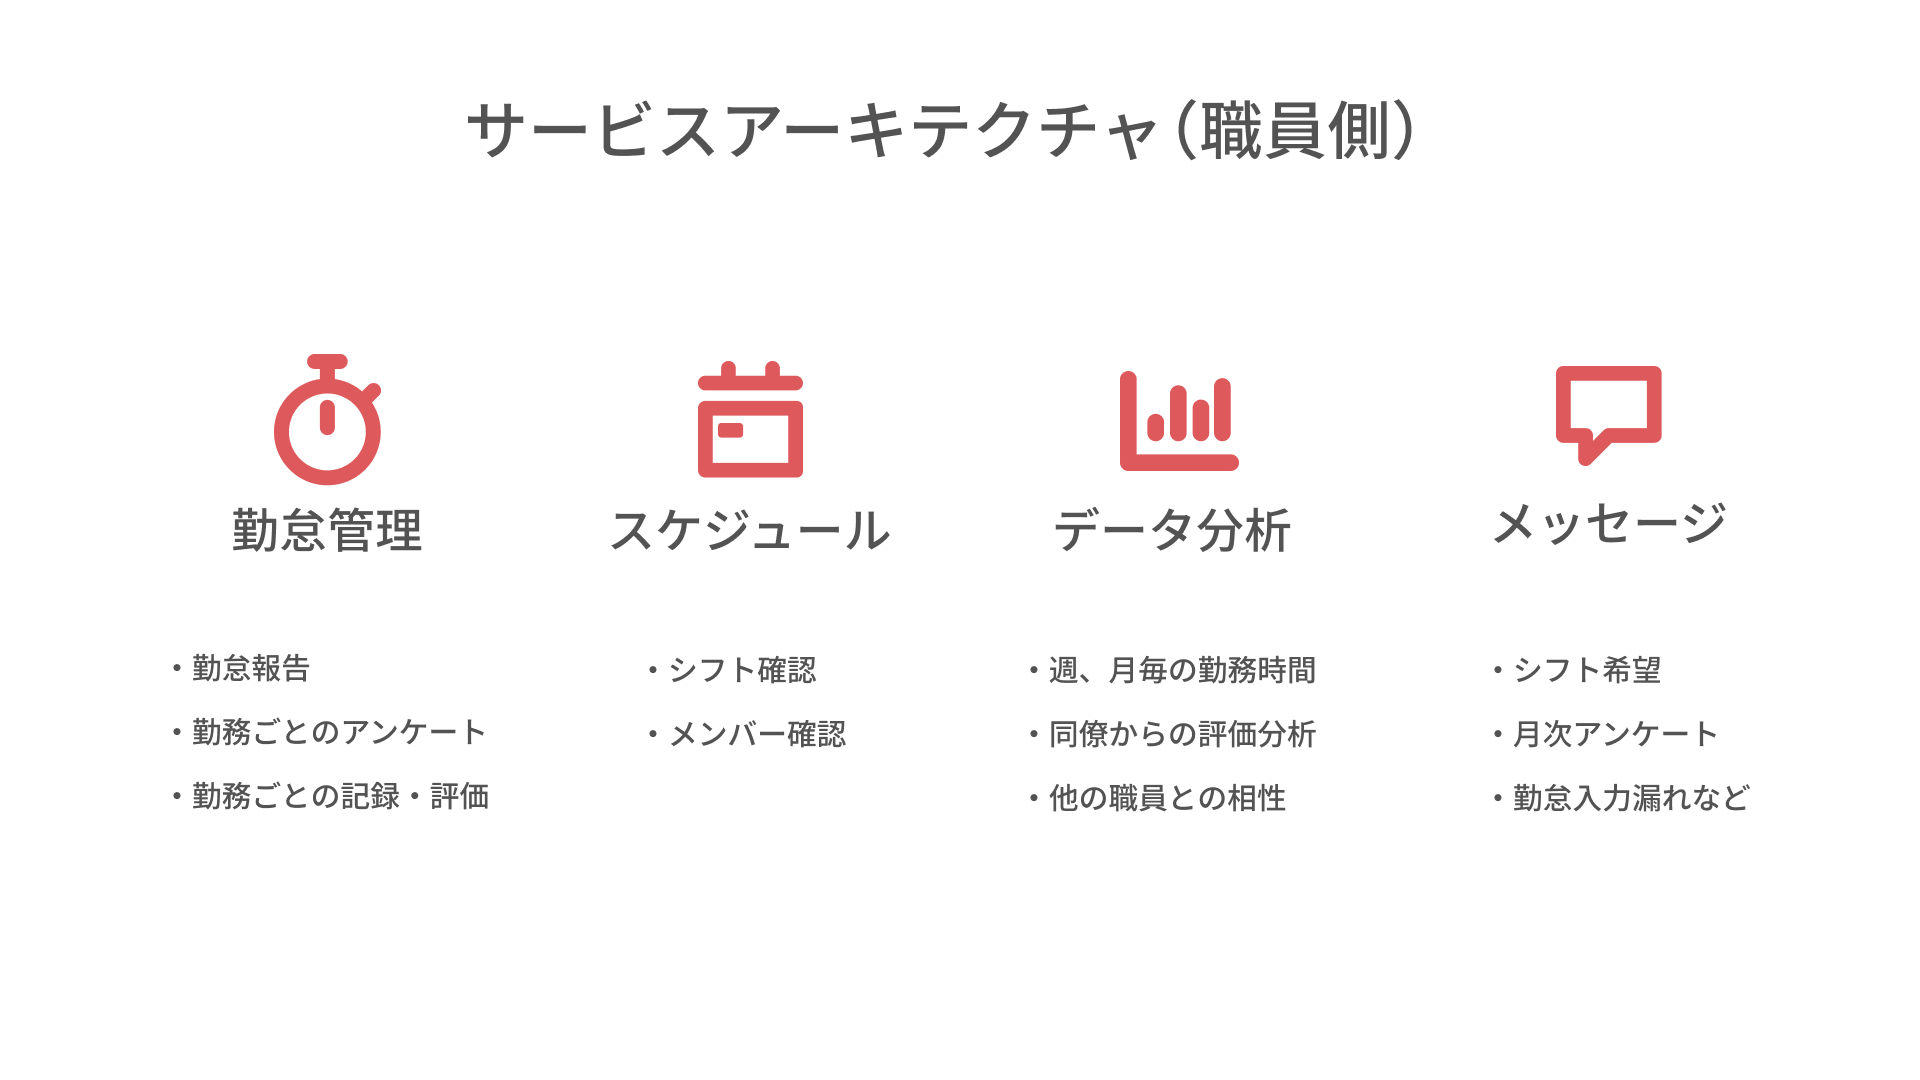 サービスアーキテクチャ（職員側）
勤怠管理
・勤怠報告
・勤務ごとのアンケート
・勤務ごとの記録・評価
スケジュール
・シフト確認
・メンバー確認
データ分析
・週、月毎の勤務時間
・同僚からの評価分析
・他の職員との相性
メッセージ
・シフト希望
・月次アンケート
・勤怠入力漏れなど